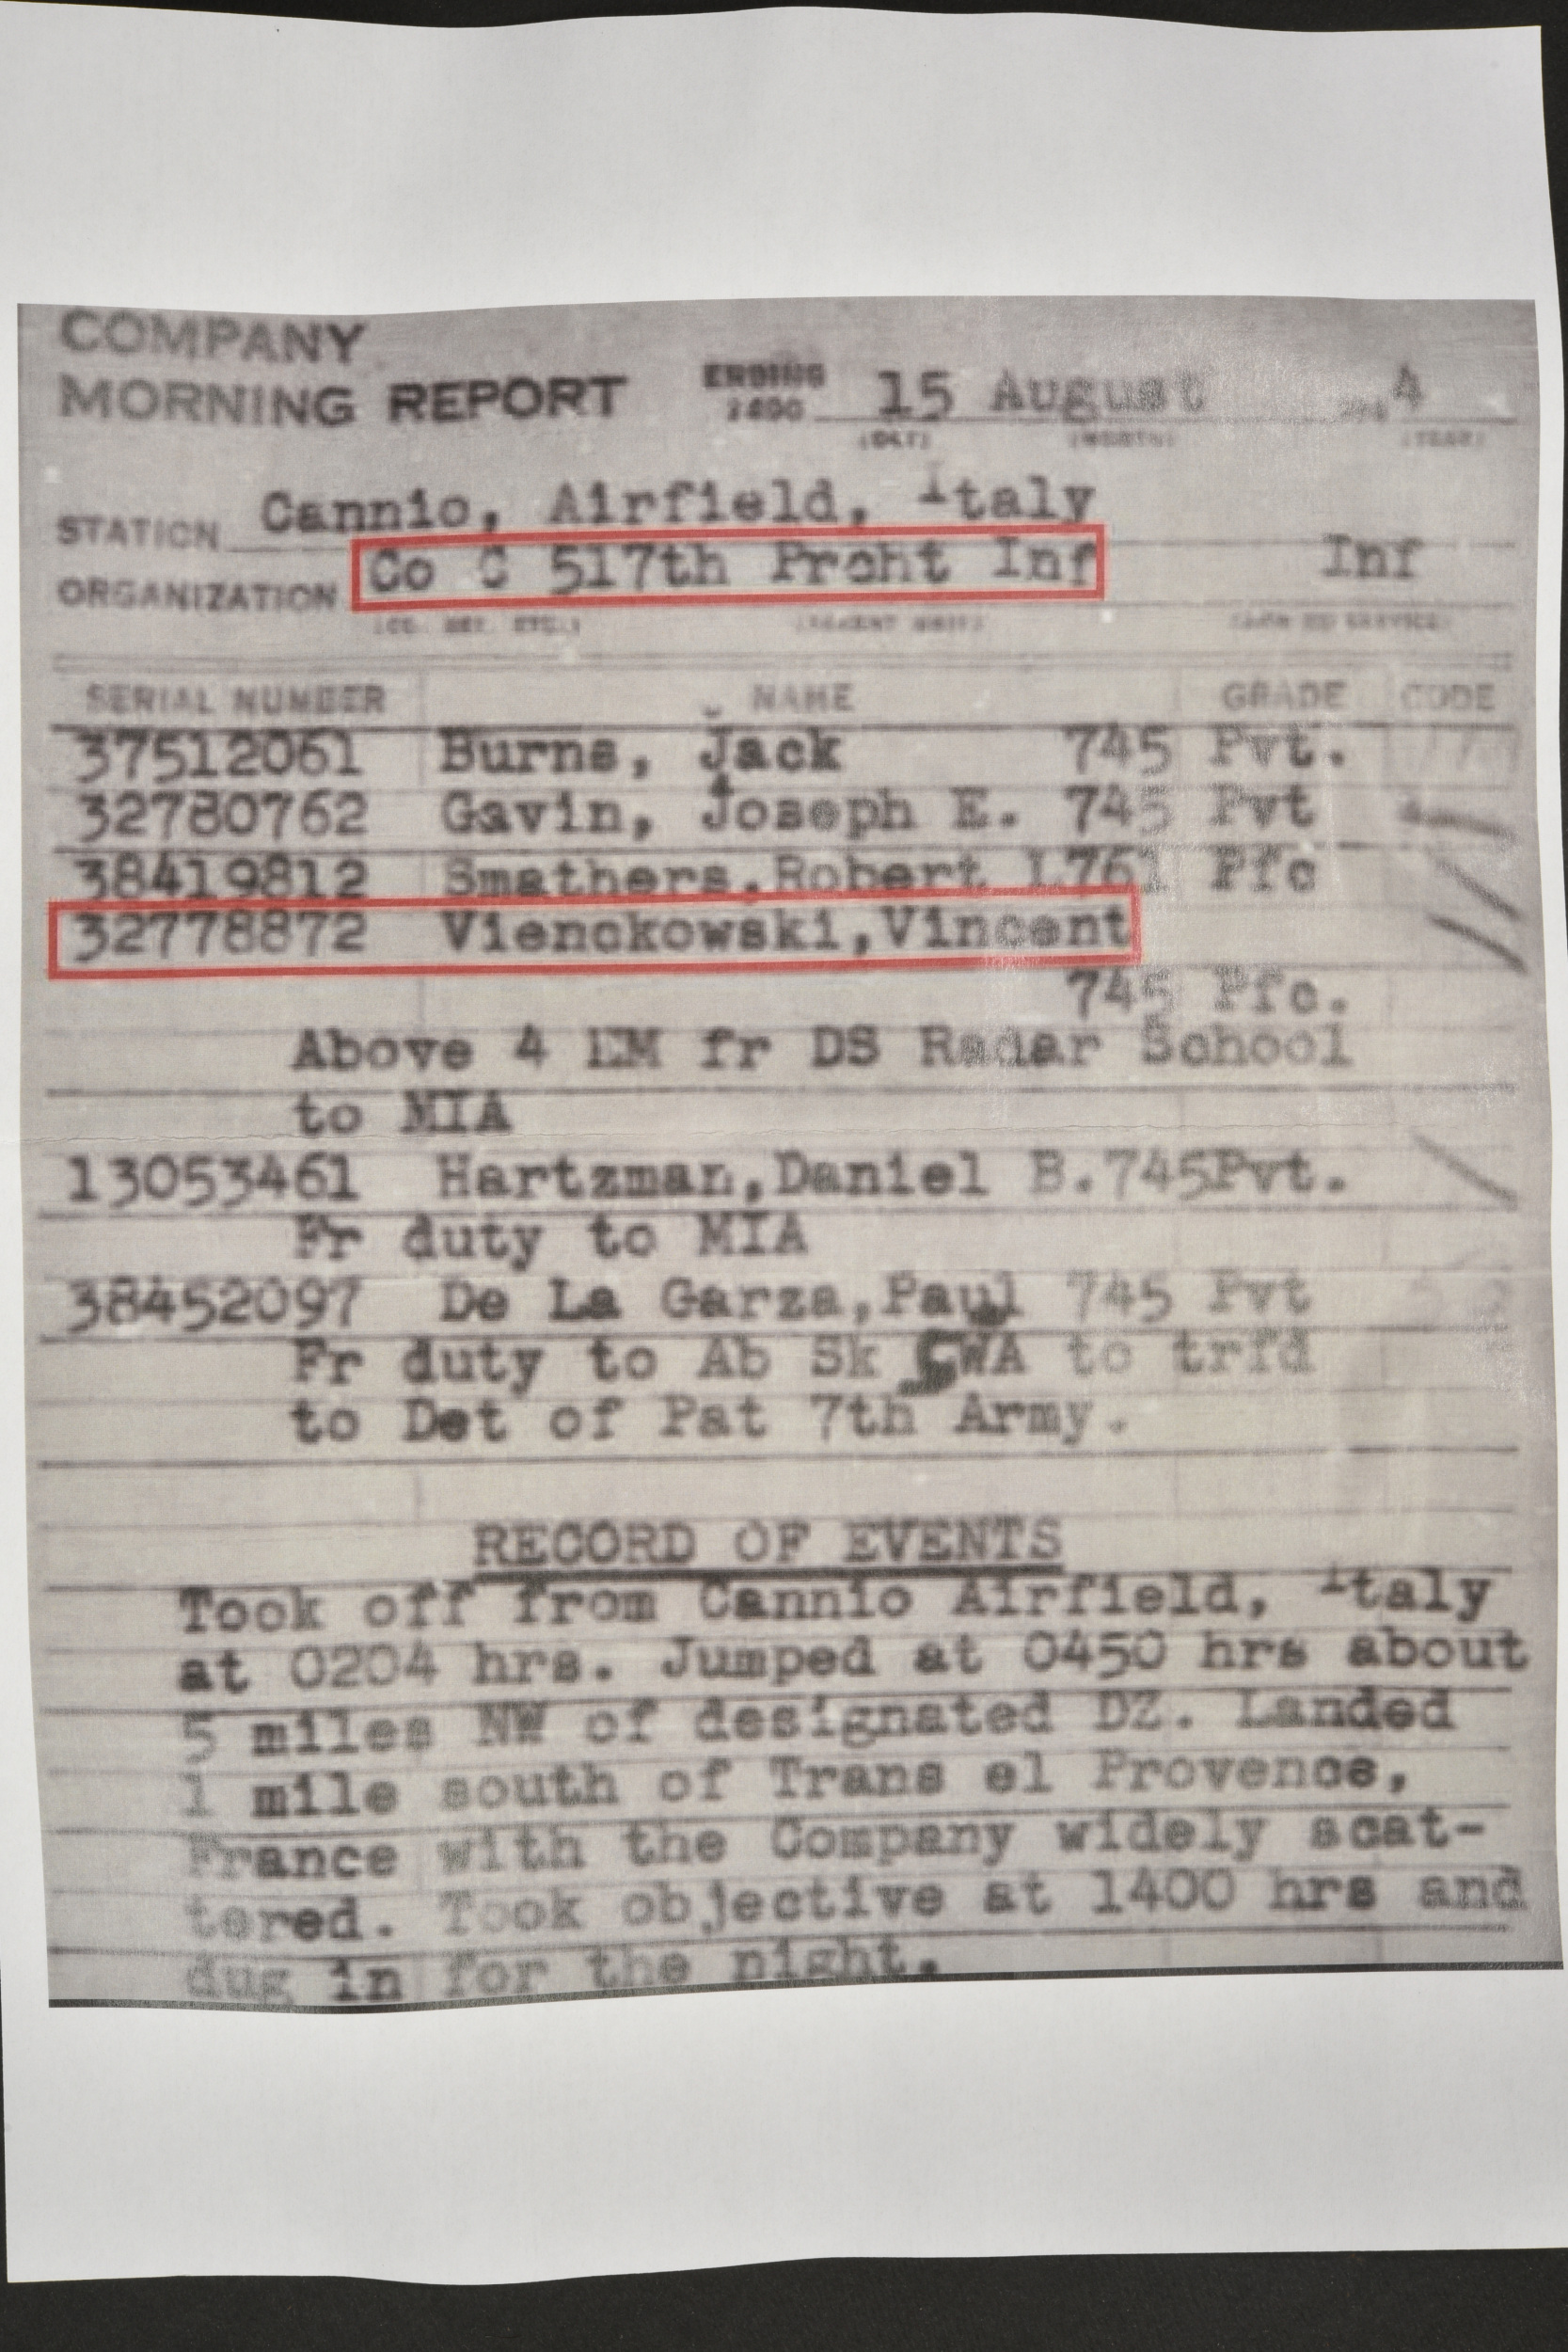 COMPANY
MORNING REPORT ENDING 15 August 4
STATION Cannio, Airfield, Italy
ORGANIZATION Co C 517th Prcht Inf Inf
SERIAL NUMBER NAME GRADE CODE
37512061 Burns, Jack 745 Pvt.
32780762 Gavin, Joseph E. 745 Pvt
38419812 Smathers,Robert L761 Pfc
32778872 Vienckowski,Vincent
745 Pfc.
Above 4 EM fr DS Radar School
to MIA
13053461 Hartzman,Daniel B.745Pvt.
Fr duty to MIA
38452097 De La Garza,Paul 745 Pvt
Fr duty to Ab Sk WA to trfd
to Det of Pat 7th Army.
RECORD OF EVENTS
Took off from Cannio Airfield, Italy
at 0204 hrs. Jumped at 0450 hrs about
5 miles NW of designated DZ. Landed
1 mile south of Trans el Provence,
France with the Company widely scat-
tered. Took objective at 1400 hrs and
dug in for the night.